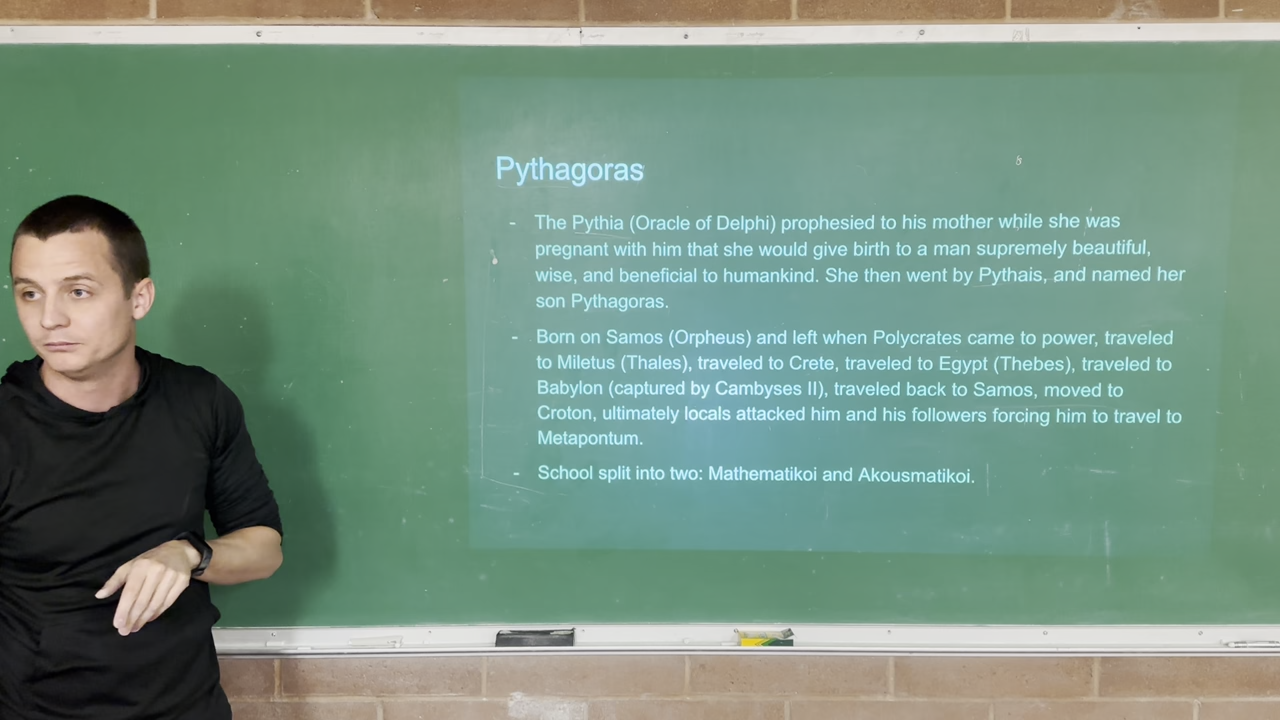 Pythagoras
- The Pythia (Oracle of Delphi) prophesied to his mother while she was
pregnant with him that she would give birth to a man supremely beautiful,
wise, and beneficial to humankind. She then went by Pythais, and named her
son Pythagoras.
- Born on Samos (Orpheus) and left when Polycrates came to power, traveled
to Miletus (Thales), traveled to Crete, traveled to Egypt (Thebes), traveled to
Babylon (captured by Cambyses II), traveled back to Samos, moved to
Croton, ultimately locals attacked him and his followers forcing him to travel to
Metapontum.
- School split into two: Mathematikoi and Akousmatikoi.